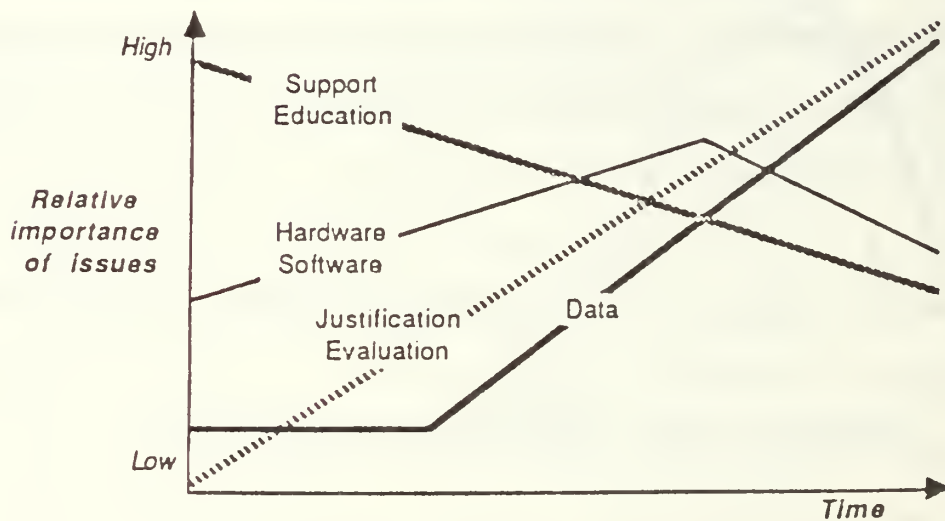 High
Support
Education
Relative
importance
of issues
Hardware
Software
Justification
Evaluation
Data
Low
Time